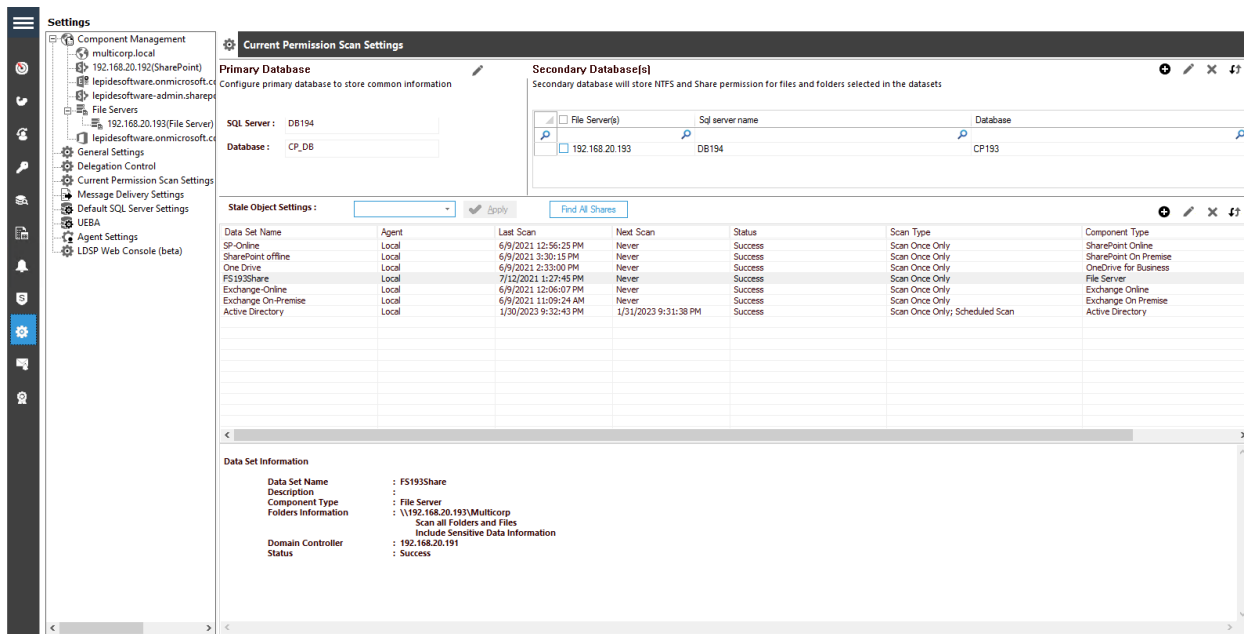 Settings
Component Management
multicorp.local
192.168.20.192(SharePoint)
lepidesoftware.onmicrosoft.co
lepidesoftware-admin.sharepo
File Servers
192.168.20.193(File Server)
lepidesoftware.onmicrosoft.co
General Settings
Delegation Control
Current Permission Scan Settings
Message Delivery Settings
Default SQL Server Settings
UEBA
Agent Settings
LDSP Web Console (beta)
Current Permission Scan Settings
Primary Database
Configure primary database to store common information
SQL Server : DB194
Database : CP_DB
Secondary Database(s)
Secondary database will store NTFS and Share permission for files and folders selected in the datasets
File Server(s) Sql server name Database
192.168.20.193 DB194 CP193
Stale Object Settings : Apply Find All Shares
Data Set Name Agent Last Scan Next Scan Status Scan Type Component Type
SP-Online Local 6/9/2021 12:56:25 PM Never Success Scan Once Only SharePoint Online
SharePoint offline Local 6/9/2021 3:30:15 PM Never Success Scan Once Only SharePoint On Premise
One Drive Local 6/9/2021 2:33:00 PM Never Success Scan Once Only OneDrive for Business
FS193Share Local 7/12/2021 1:27:45 PM Never Success Scan Once Only File Server
Exchange-Online Local 6/9/2021 12:06:07 PM Never Success Scan Once Only Exchange Online
Exchange On-Premise Local 6/9/2021 11:09:24 AM Never Success Scan Once Only Exchange On Premise
Active Directory Local 1/30/2023 9:32:43 PM 1/31/2023 9:31:38 PM Success Scan Once Only; Scheduled Scan Active Directory
Data Set Information
Data Set Name : FS193Share
Description :
Component Type : File Server
Folders Information : \\192.168.20.193\Multicorp
Scan all Folders and Files
Include Sensitive Data Information
Domain Controller : 192.168.20.191
Status : Success